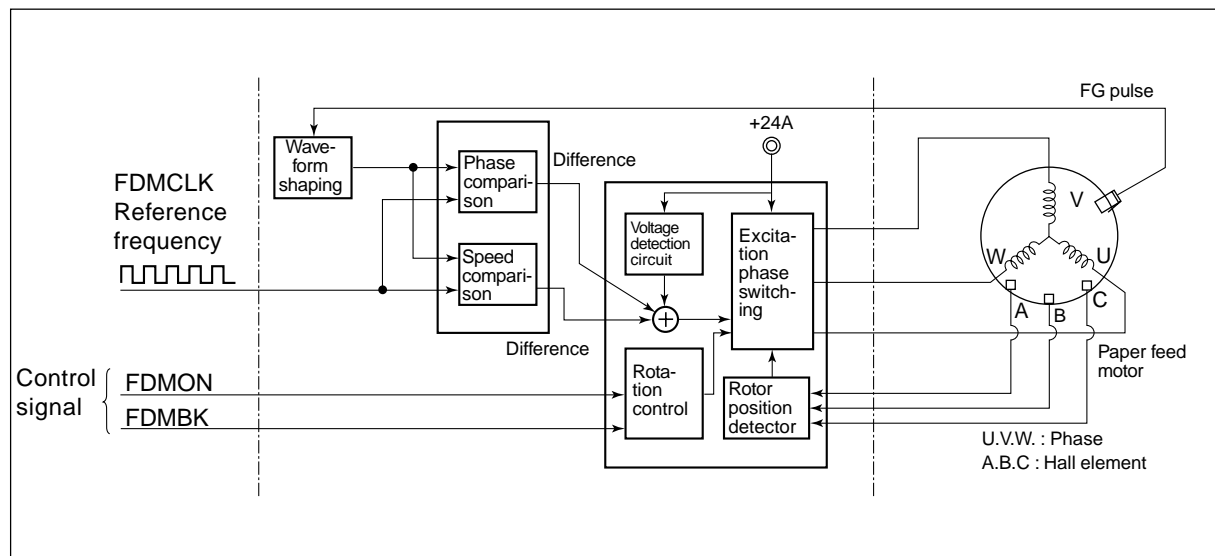 FG pulse
+24A
Wave-
form
shaping
Phase
compari-
son
Difference
FDMCLK
Reference
frequency
Voltage
detection
circuit
Excita-
tion
phase
switch-
ing
V
W
U
Speed
compari-
son
A
B
C
+
Difference
Paper feed
motor
Control
signal
FDMON
FDMBK
Rota-
tion
control
Rotor
position
detector
U.V.W. : Phase
A.B.C : Hall element